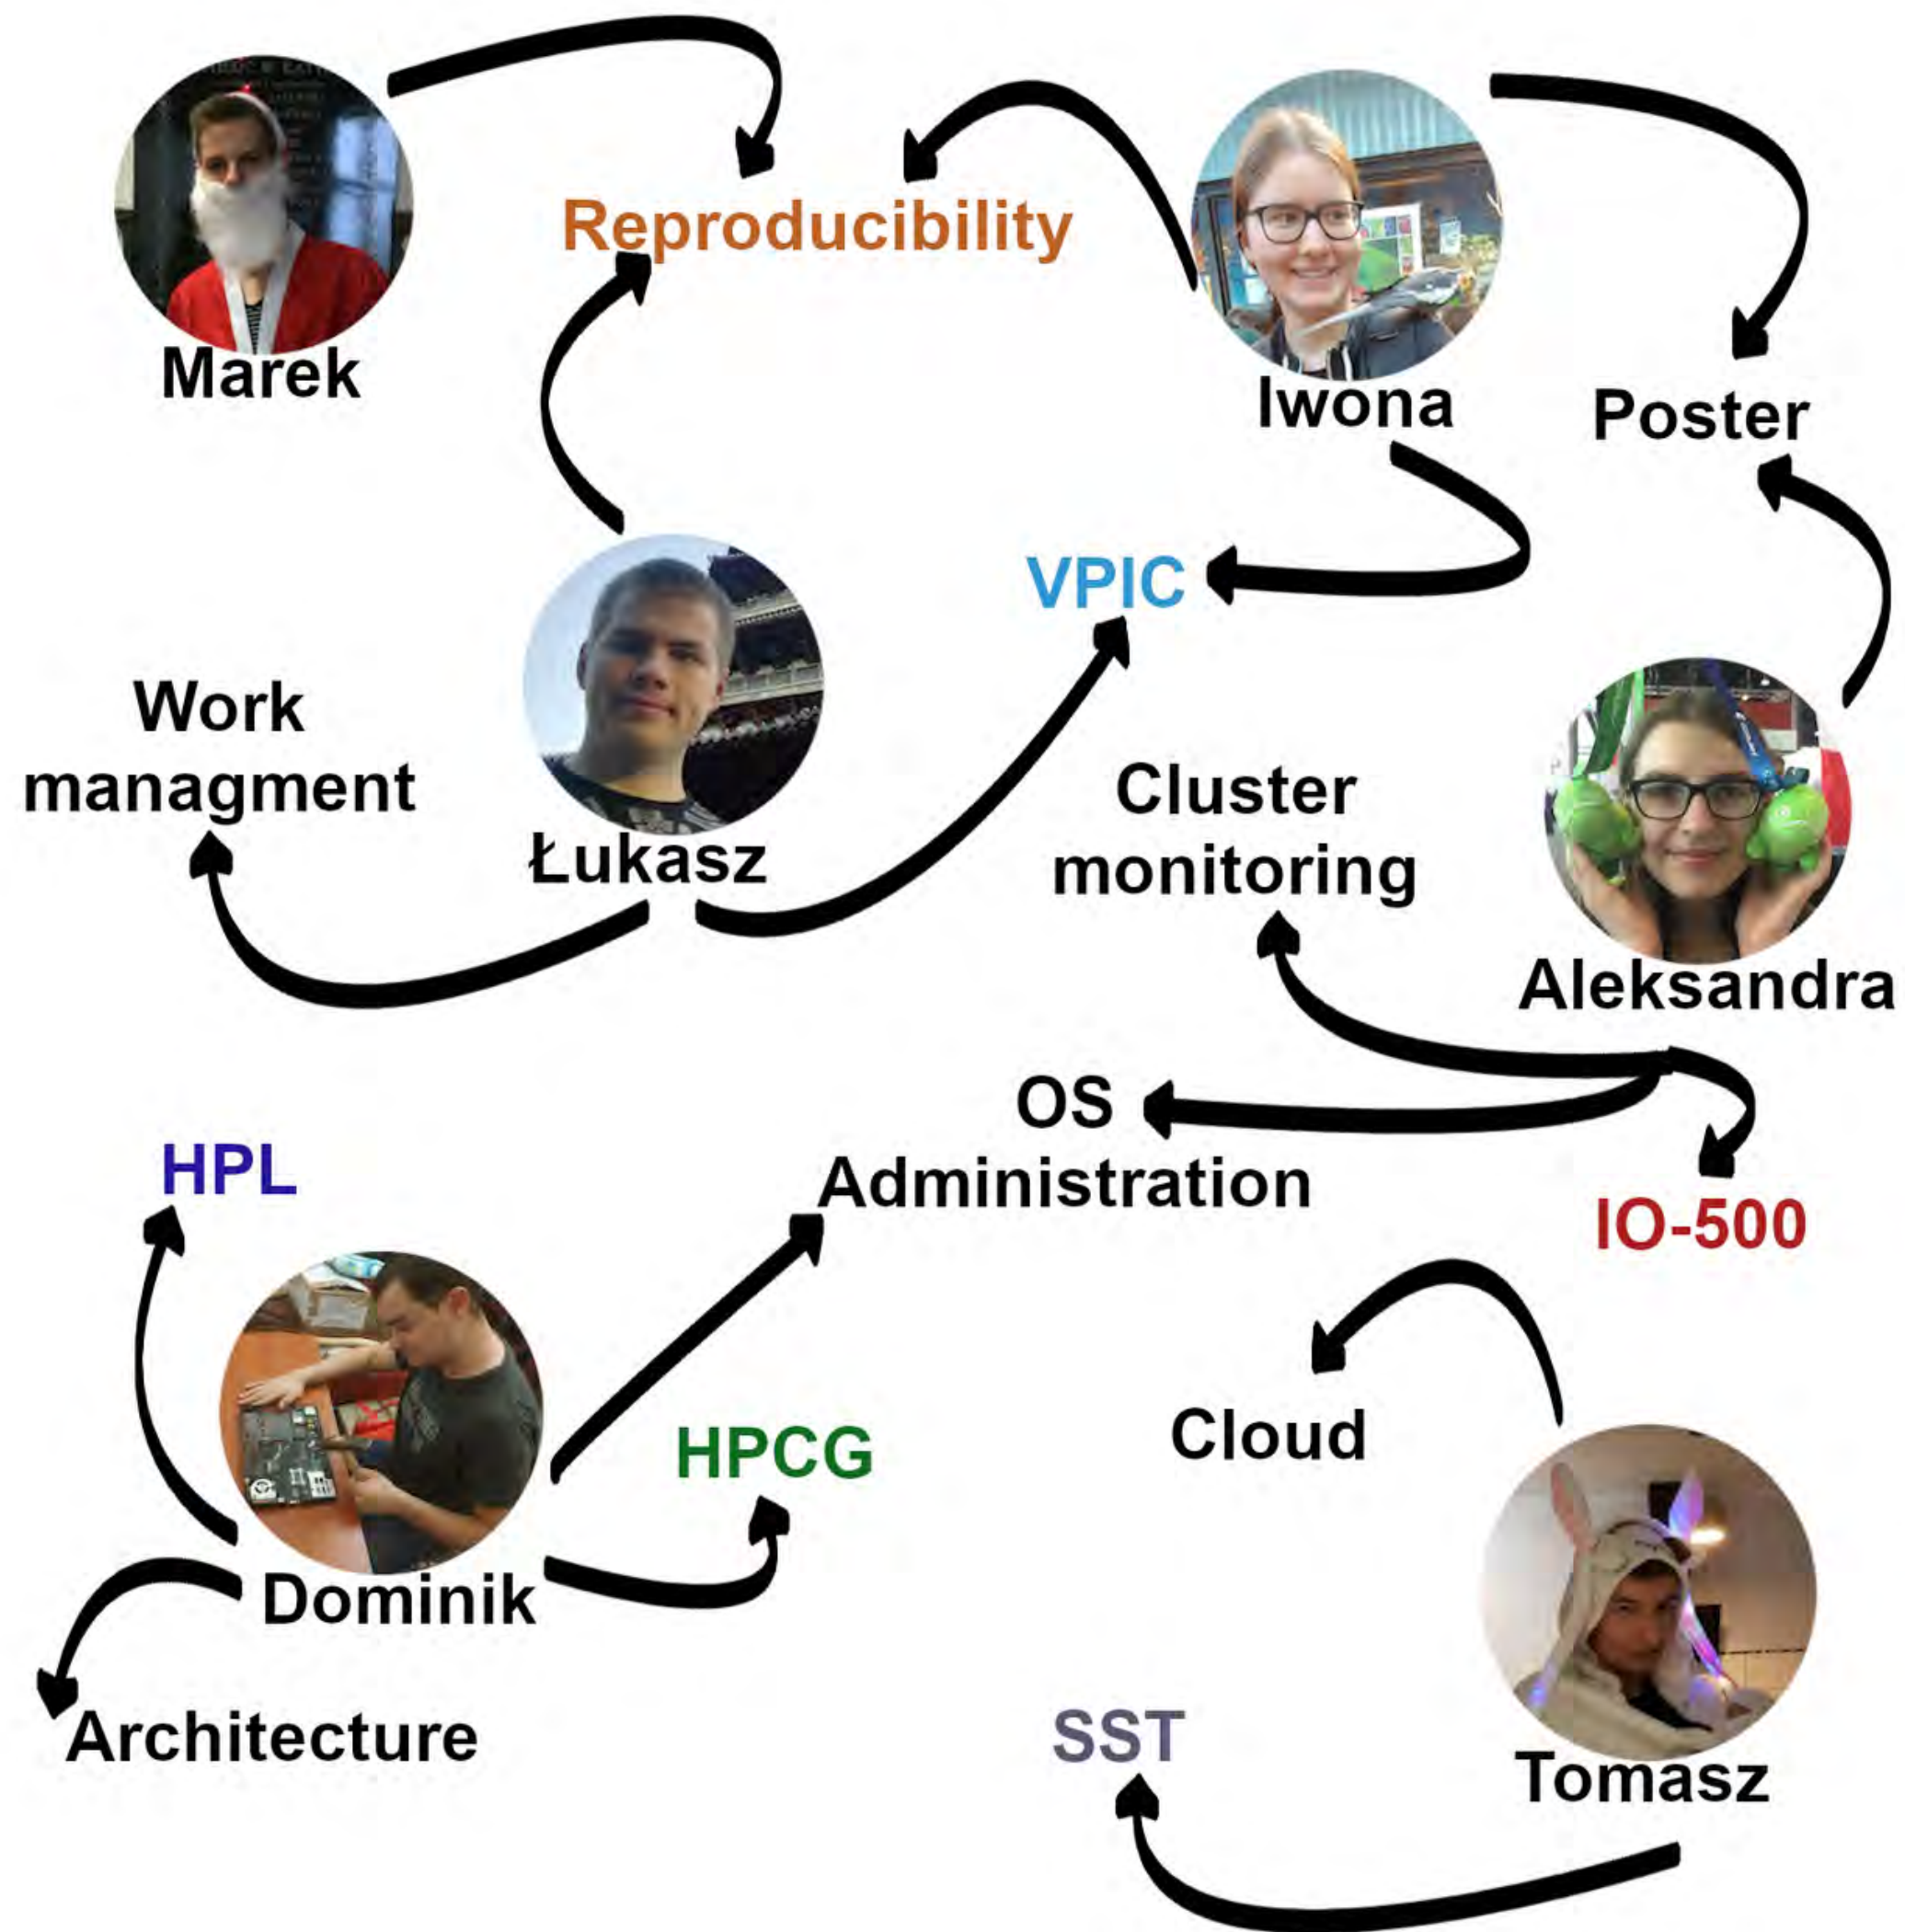 Reproducibility
Marek
Iwona
Poster
VPIC
Work
managment
Łukasz
Cluster
monitoring
Aleksandra
OS
Administration
HPL
IO-500
HPCG
Cloud
Dominik
Architecture
SST
Tomasz